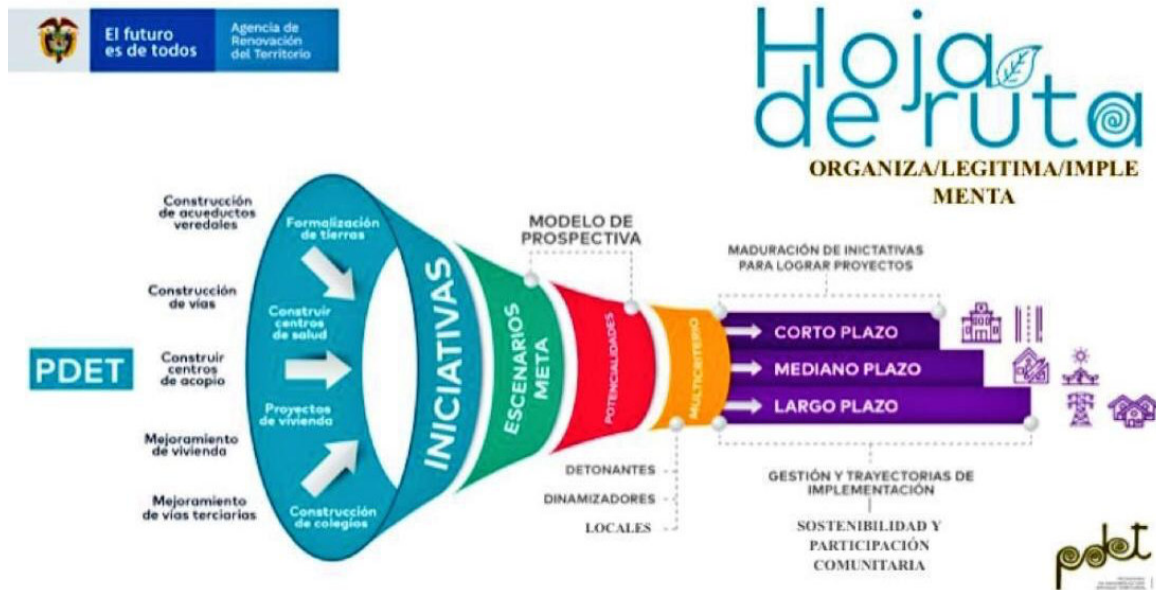 El futuro
es de todos
Agencia de
Renovación
del Territorio
Hoja
de ruta
ORGANIZA/LEGITIMA/IMPLE
MENTA
PDET
Construcción
de acueductos
veredales
Construcción
de vías
Construir
centros
de acopio
Mejoramiento
de vivienda
Mejoramiento
de vías terciarias
Formalización
de tierras
Construir
centros
de salud
Proyectos
de vivienda
Construcción
de colegios
INICIATIVAS
ESCENARIOS
META
POTENCIALIDADES
MULTICRITERIO
MODELO DE
PROSPECTIVA
MADURACIÓN DE INICTATIVAS
PARA LOGRAR PROYECTOS
CORTO PLAZO
MEDIANO PLAZO
LARGO PLAZO
DETONANTES
DINAMIZADORES
LOCALES
GESTIÓN Y TRAYECTORIAS DE
IMPLEMENTACIÓN
SOSTENIBILIDAD Y
PARTICIPACIÓN
COMUNITARIA
pdet